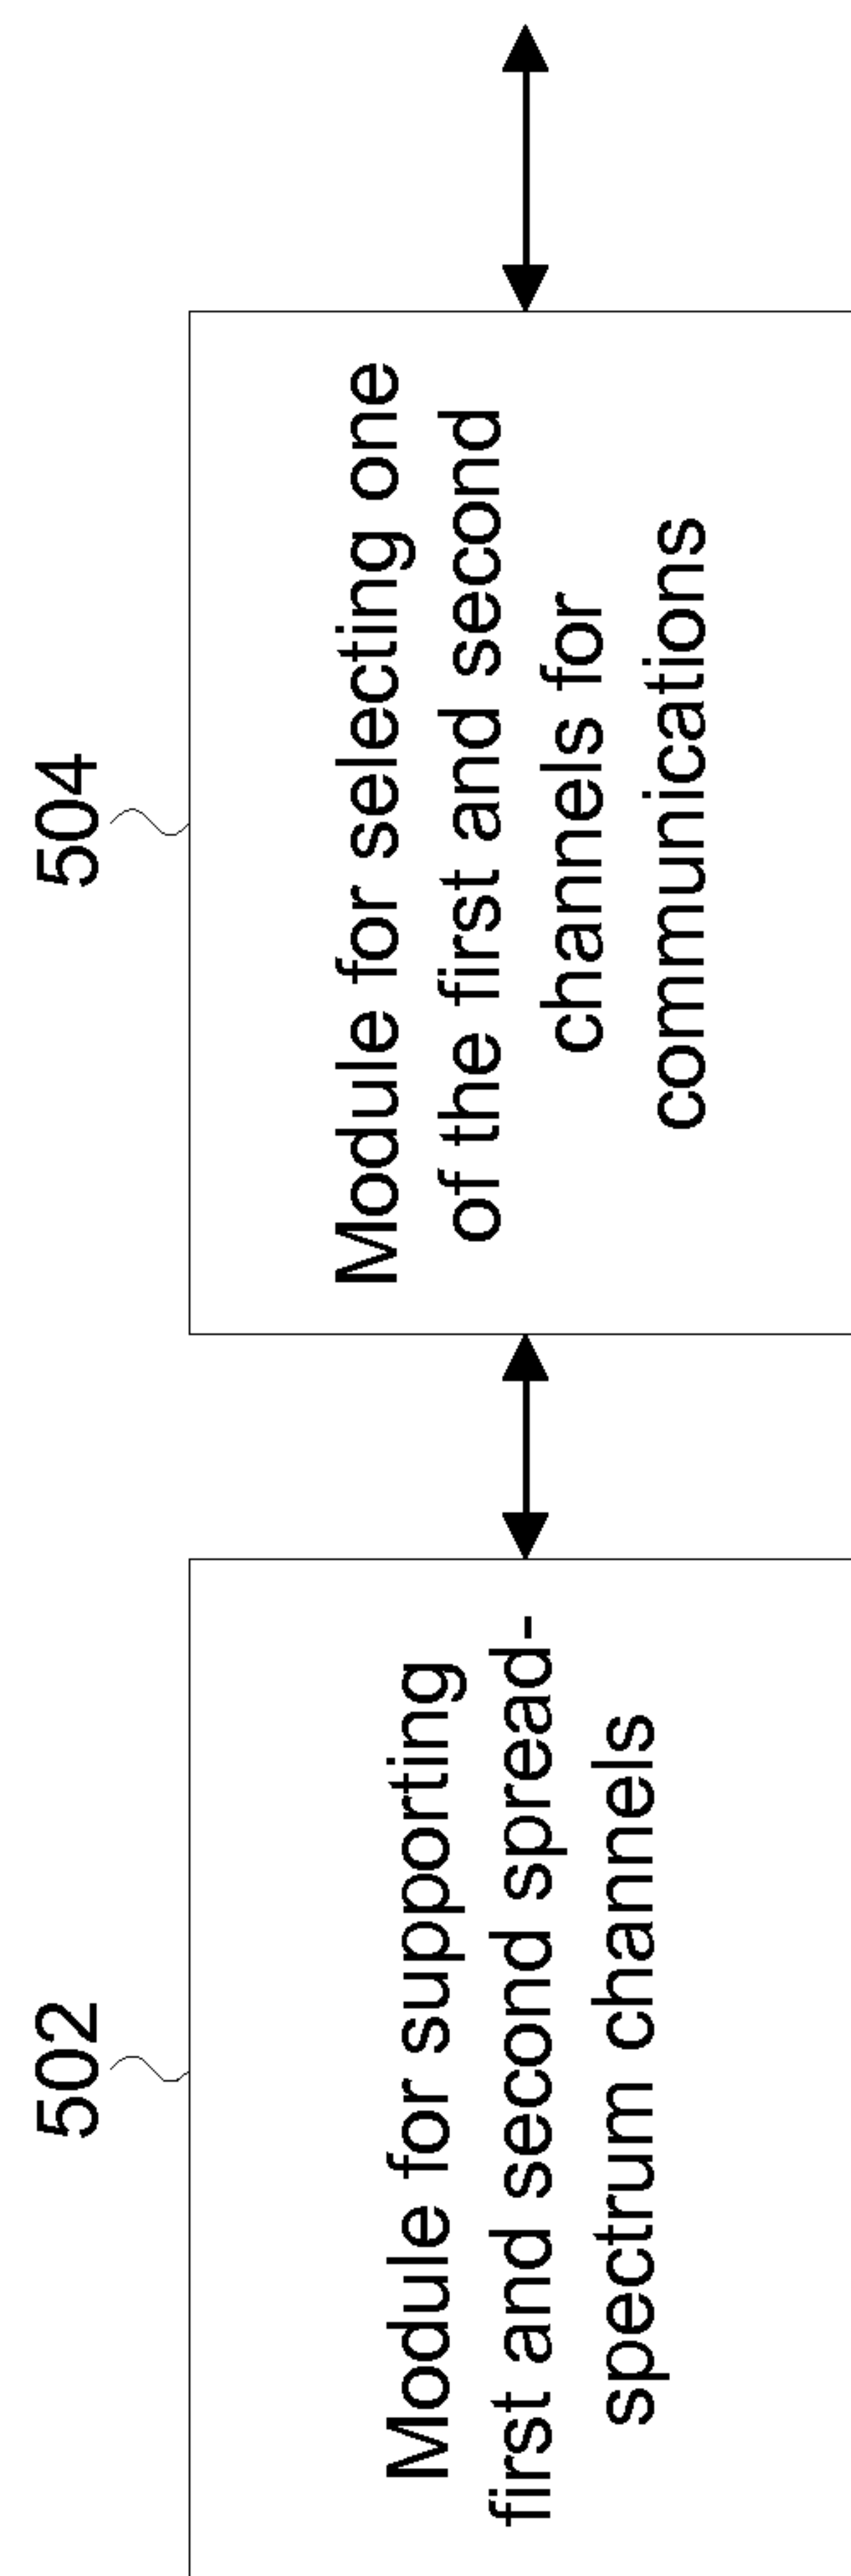 502
Module for supporting
first and second spread-
spectrum channels
504
Module for selecting one
of the first and second
channels for
communications